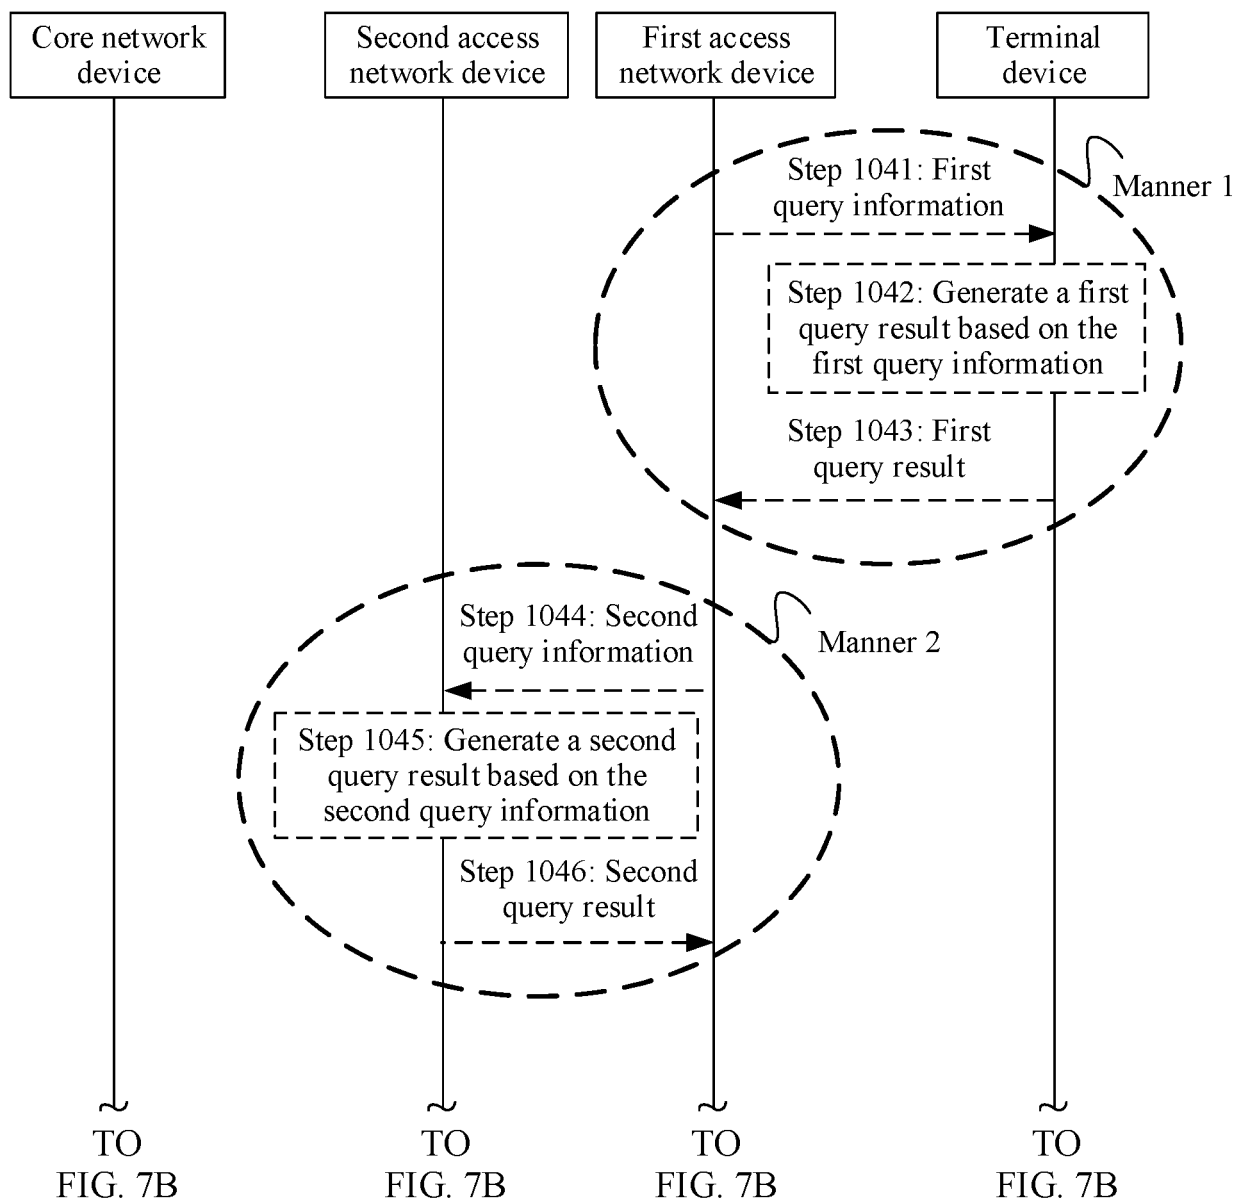 Core network
device
Second access
network device
First access
network device
Terminal
device
Step 1041: First
query information
Manner 1
Step 1042: Generate a first
query result based on the
first query information
Step 1043: First
query result
Step 1044: Second
query information
Manner 2
Step 1045: Generate a second
query result based on the
second query information
Step 1046: Second
query result
TO
FIG. 7B
TO
FIG. 7B
TO
FIG. 7B
TO
FIG. 7B